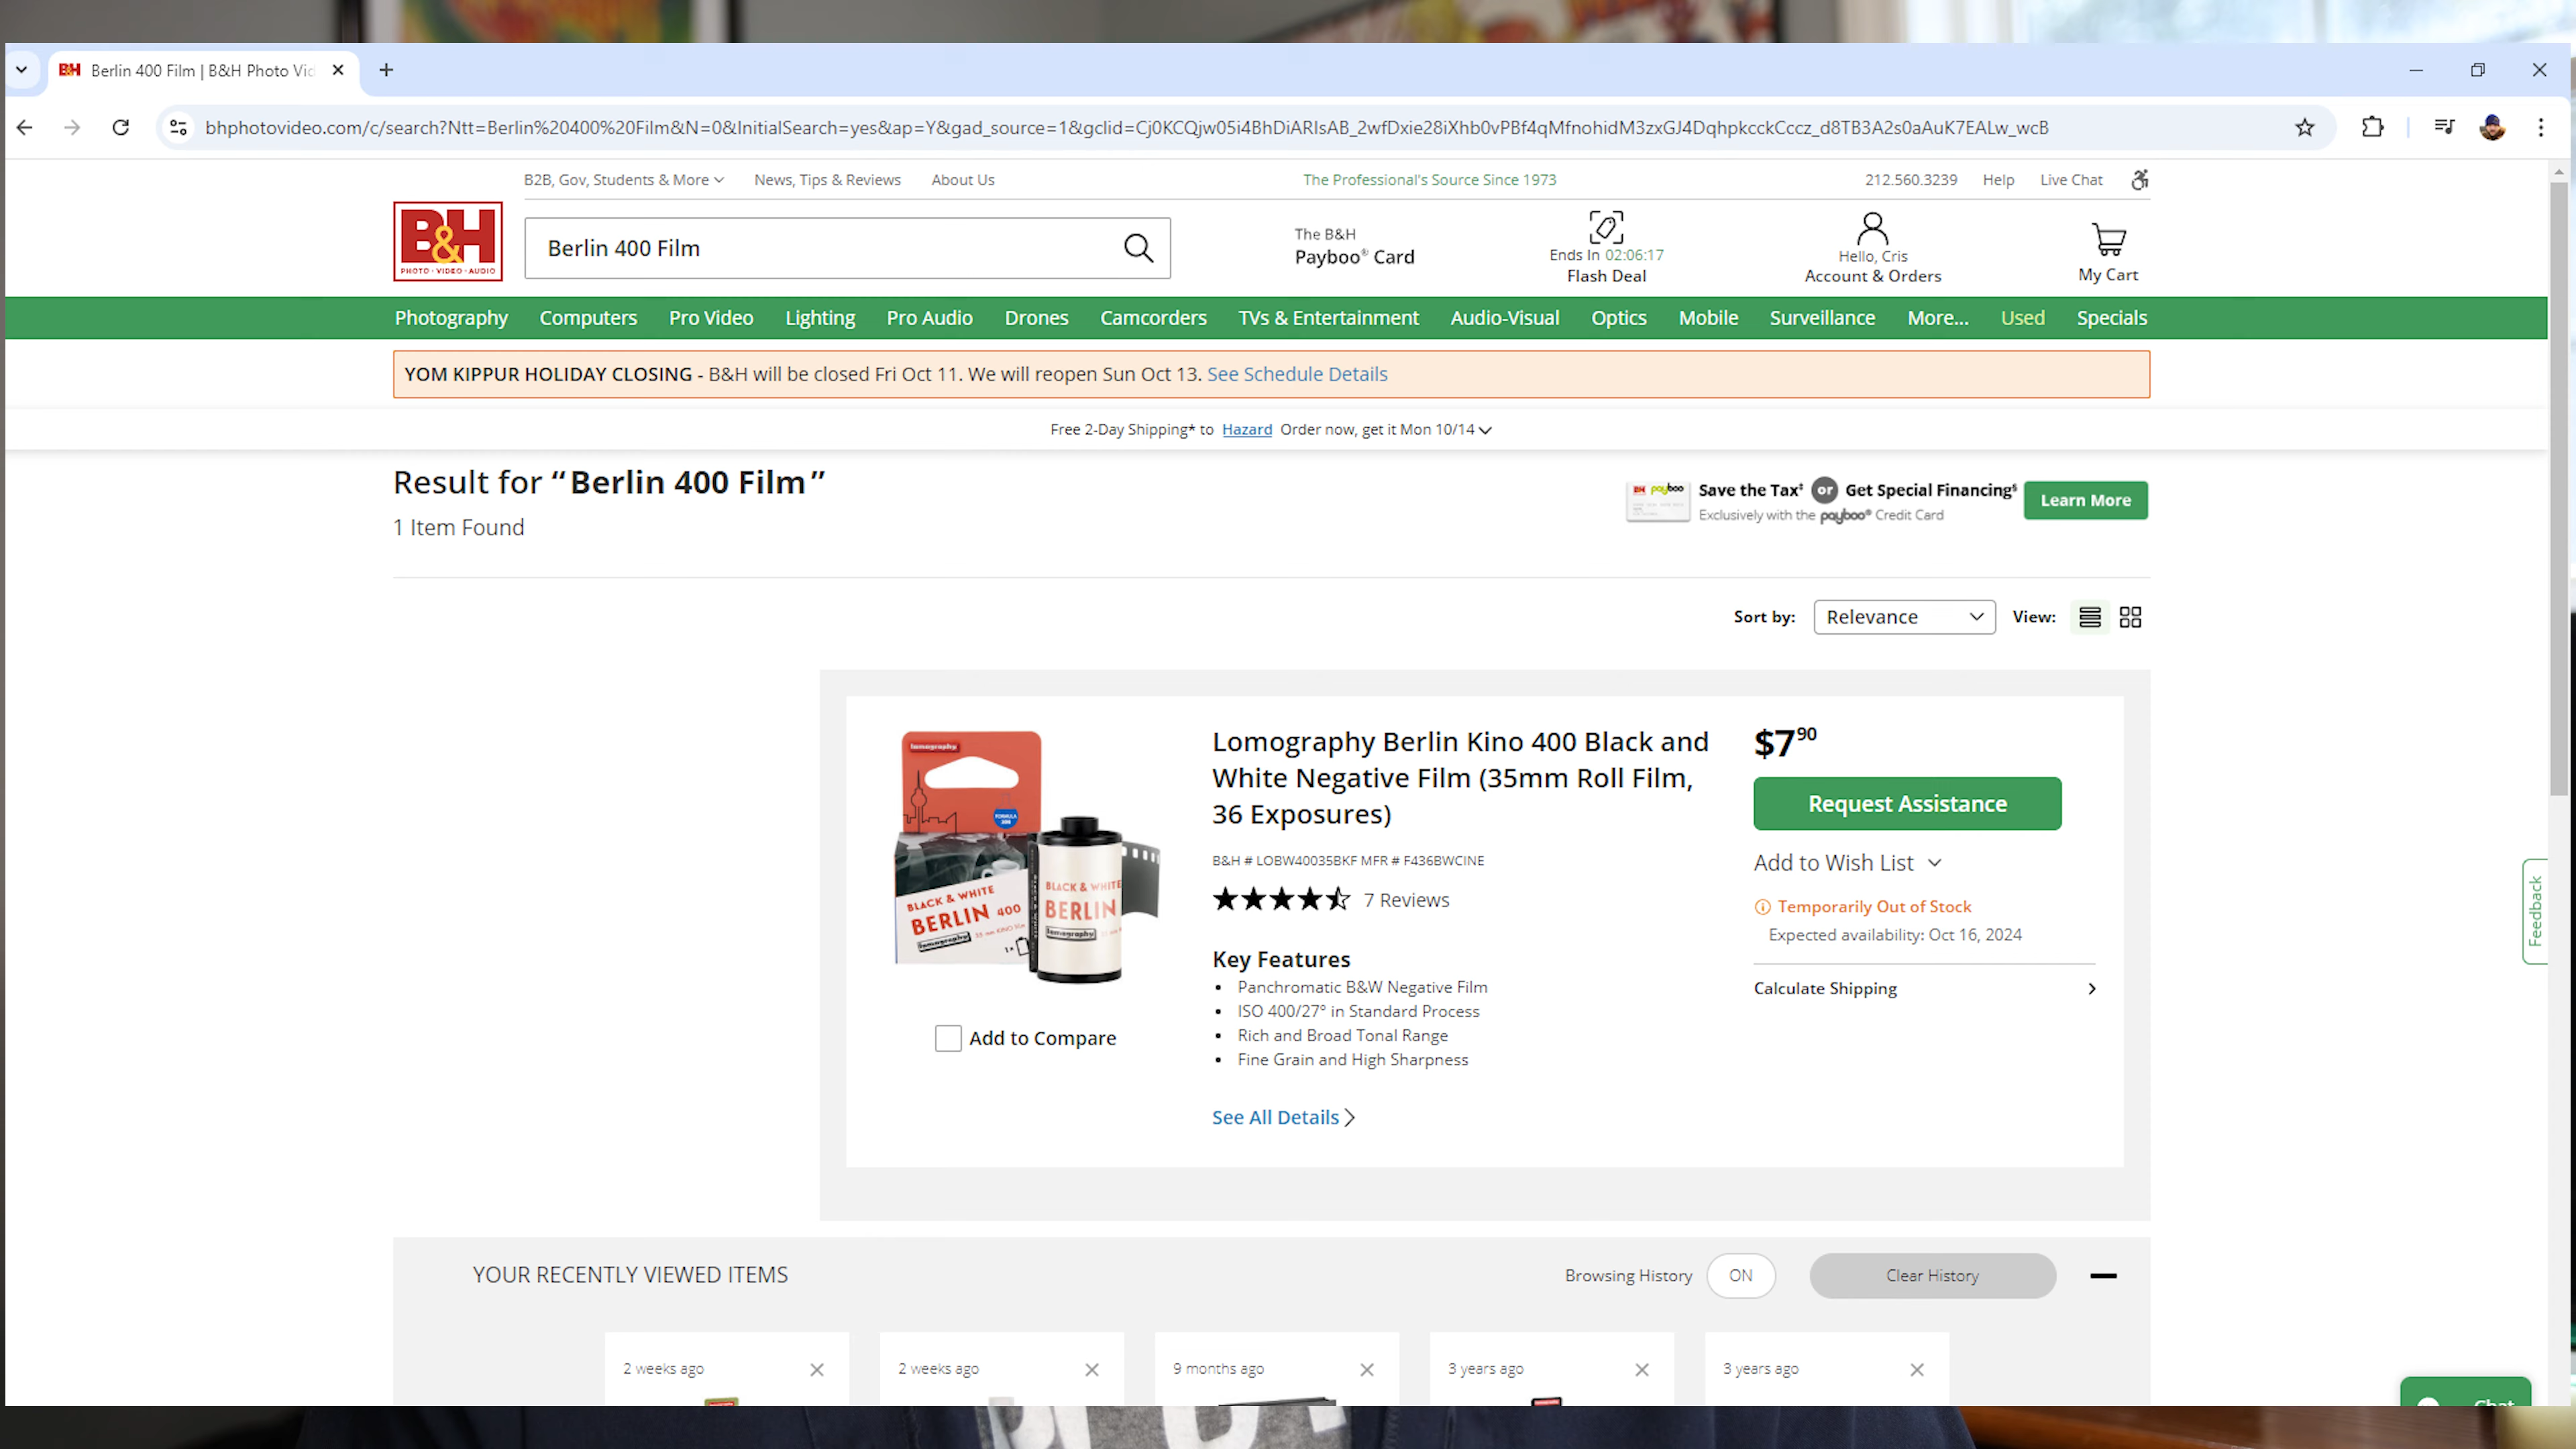 Berlin 400 Film | B&H Photo Vid
bhphotovideo.com/c/search?Ntt=Berlin%20400%20Film&N=0&InitialSearch=yes&ap=Y&gad_source=1&gclid=Cj0KCQjw05i4BhDiARIsAB_2wfDxie28iXhb0vPBf4qMfnohidM3zxGJ4DqhpkcckCccz_d8TB3A2s0aAuK7EALw_wcB
B2B, Gov, Students & More News, Tips & Reviews About Us The Professional's Source Since 1973 212.560.3239 Help Live Chat
B&H
PHOTO · VIDEO · AUDIO
Berlin 400 Film
The B&H
Payboo® Card
Ends In 02:06:17
Flash Deal
Hello, Cris
Account & Orders
My Cart
Photography Computers Pro Video Lighting Pro Audio Drones Camcorders TVs & Entertainment Audio-Visual Optics Mobile Surveillance More... Used Specials
YOM KIPPUR HOLIDAY CLOSING - B&H will be closed Fri Oct 11. We will reopen Sun Oct 13. See Schedule Details
Free 2-Day Shipping* to Hazard Order now, get it Mon 10/14
Result for “Berlin 400 Film”
1 Item Found
BH payboo
Save the Tax‡ or Get Special Financing§
Exclusively with the payboo® Credit Card
Learn More
Sort by: Relevance View:
lomography
BLACK & WHITE
BERLIN 400
lomography
BLACK & WHITE
BERLIN
lomography
Add to Compare
Lomography Berlin Kino 400 Black and
White Negative Film (35mm Roll Film,
36 Exposures)
B&H # LOBW40035BKF MFR # F436BWCINE
7 Reviews
Key Features
• Panchromatic B&W Negative Film
• ISO 400/27° in Standard Process
• Rich and Broad Tonal Range
• Fine Grain and High Sharpness
See All Details
$7⁹⁰
Request Assistance
Add to Wish List
Temporarily Out of Stock
Expected availability: Oct 16, 2024
Calculate Shipping
Feedback
YOUR RECENTLY VIEWED ITEMS
Browsing History ON Clear History
2 weeks ago 2 weeks ago 9 months ago 3 years ago 3 years ago
Chat